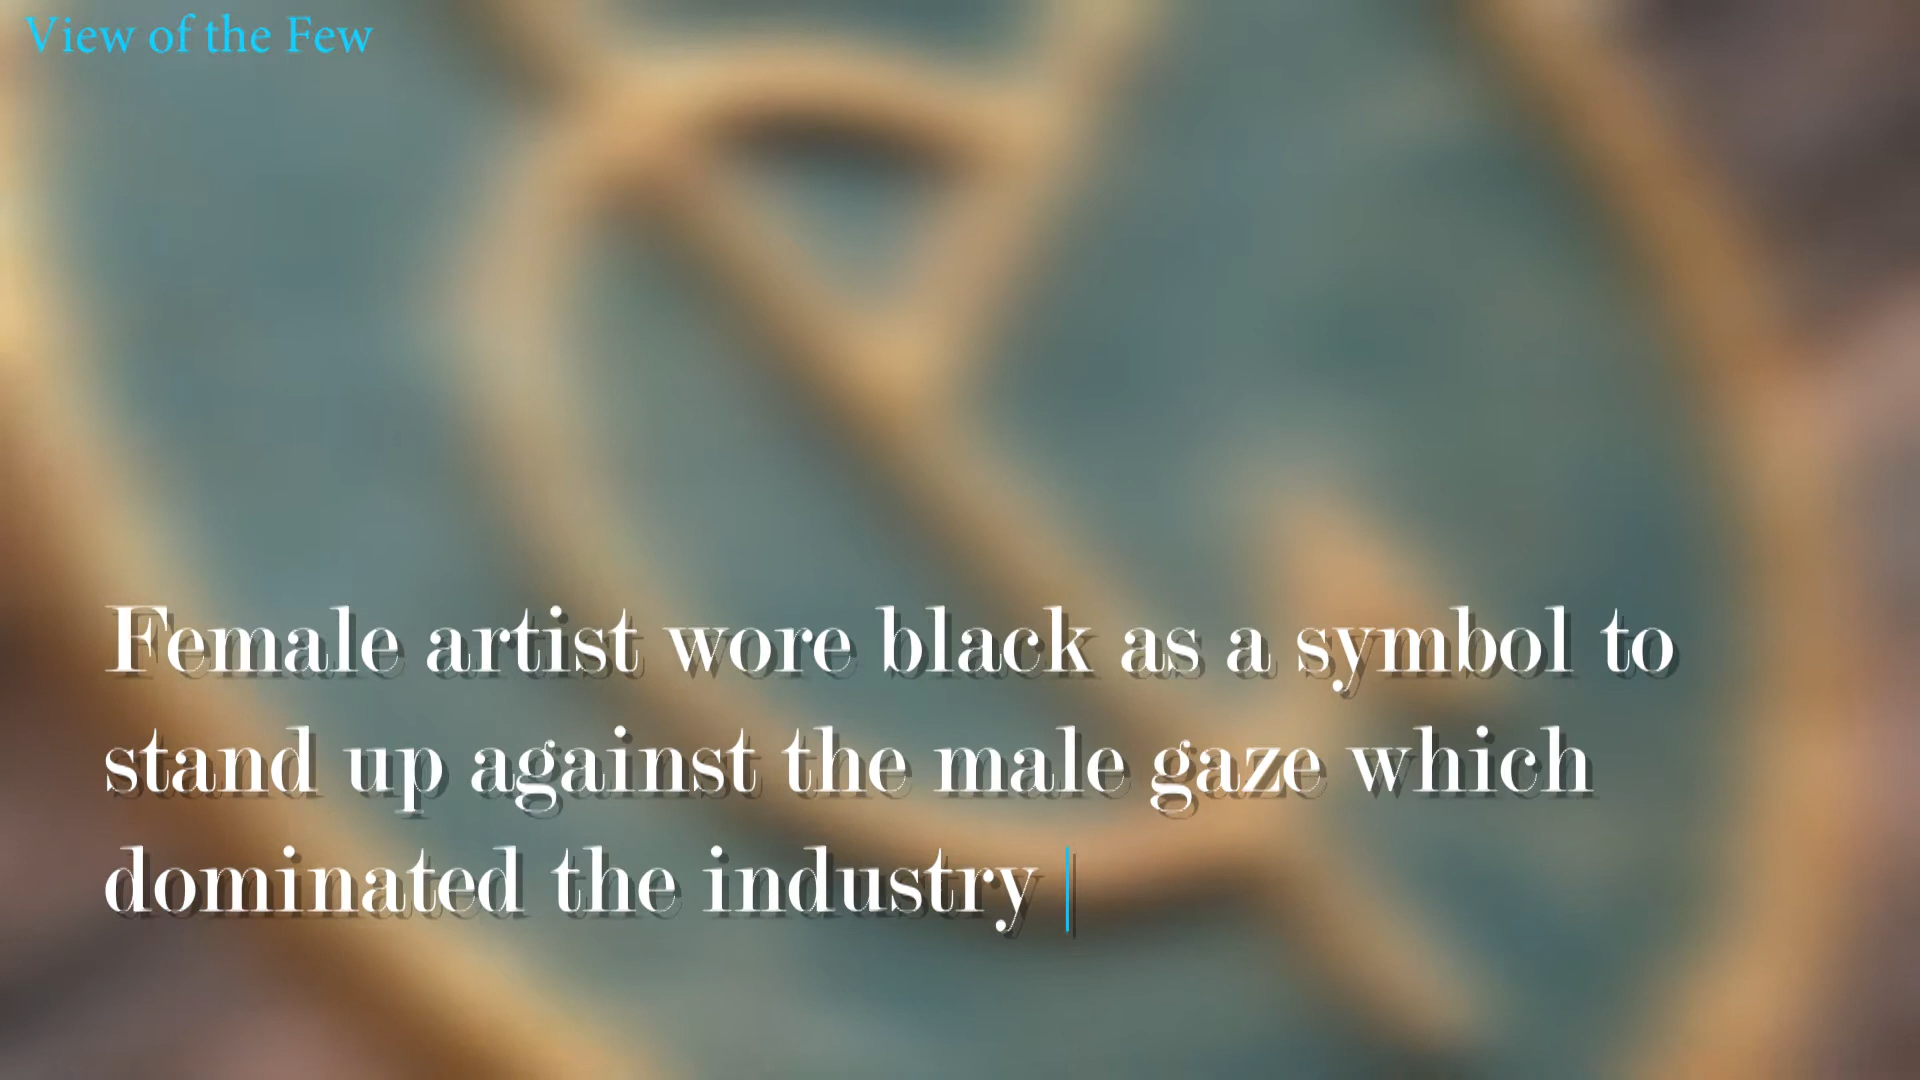 View of the Few
Female artist wore black as a symbol to
stand up against the male gaze which
dominated the industry